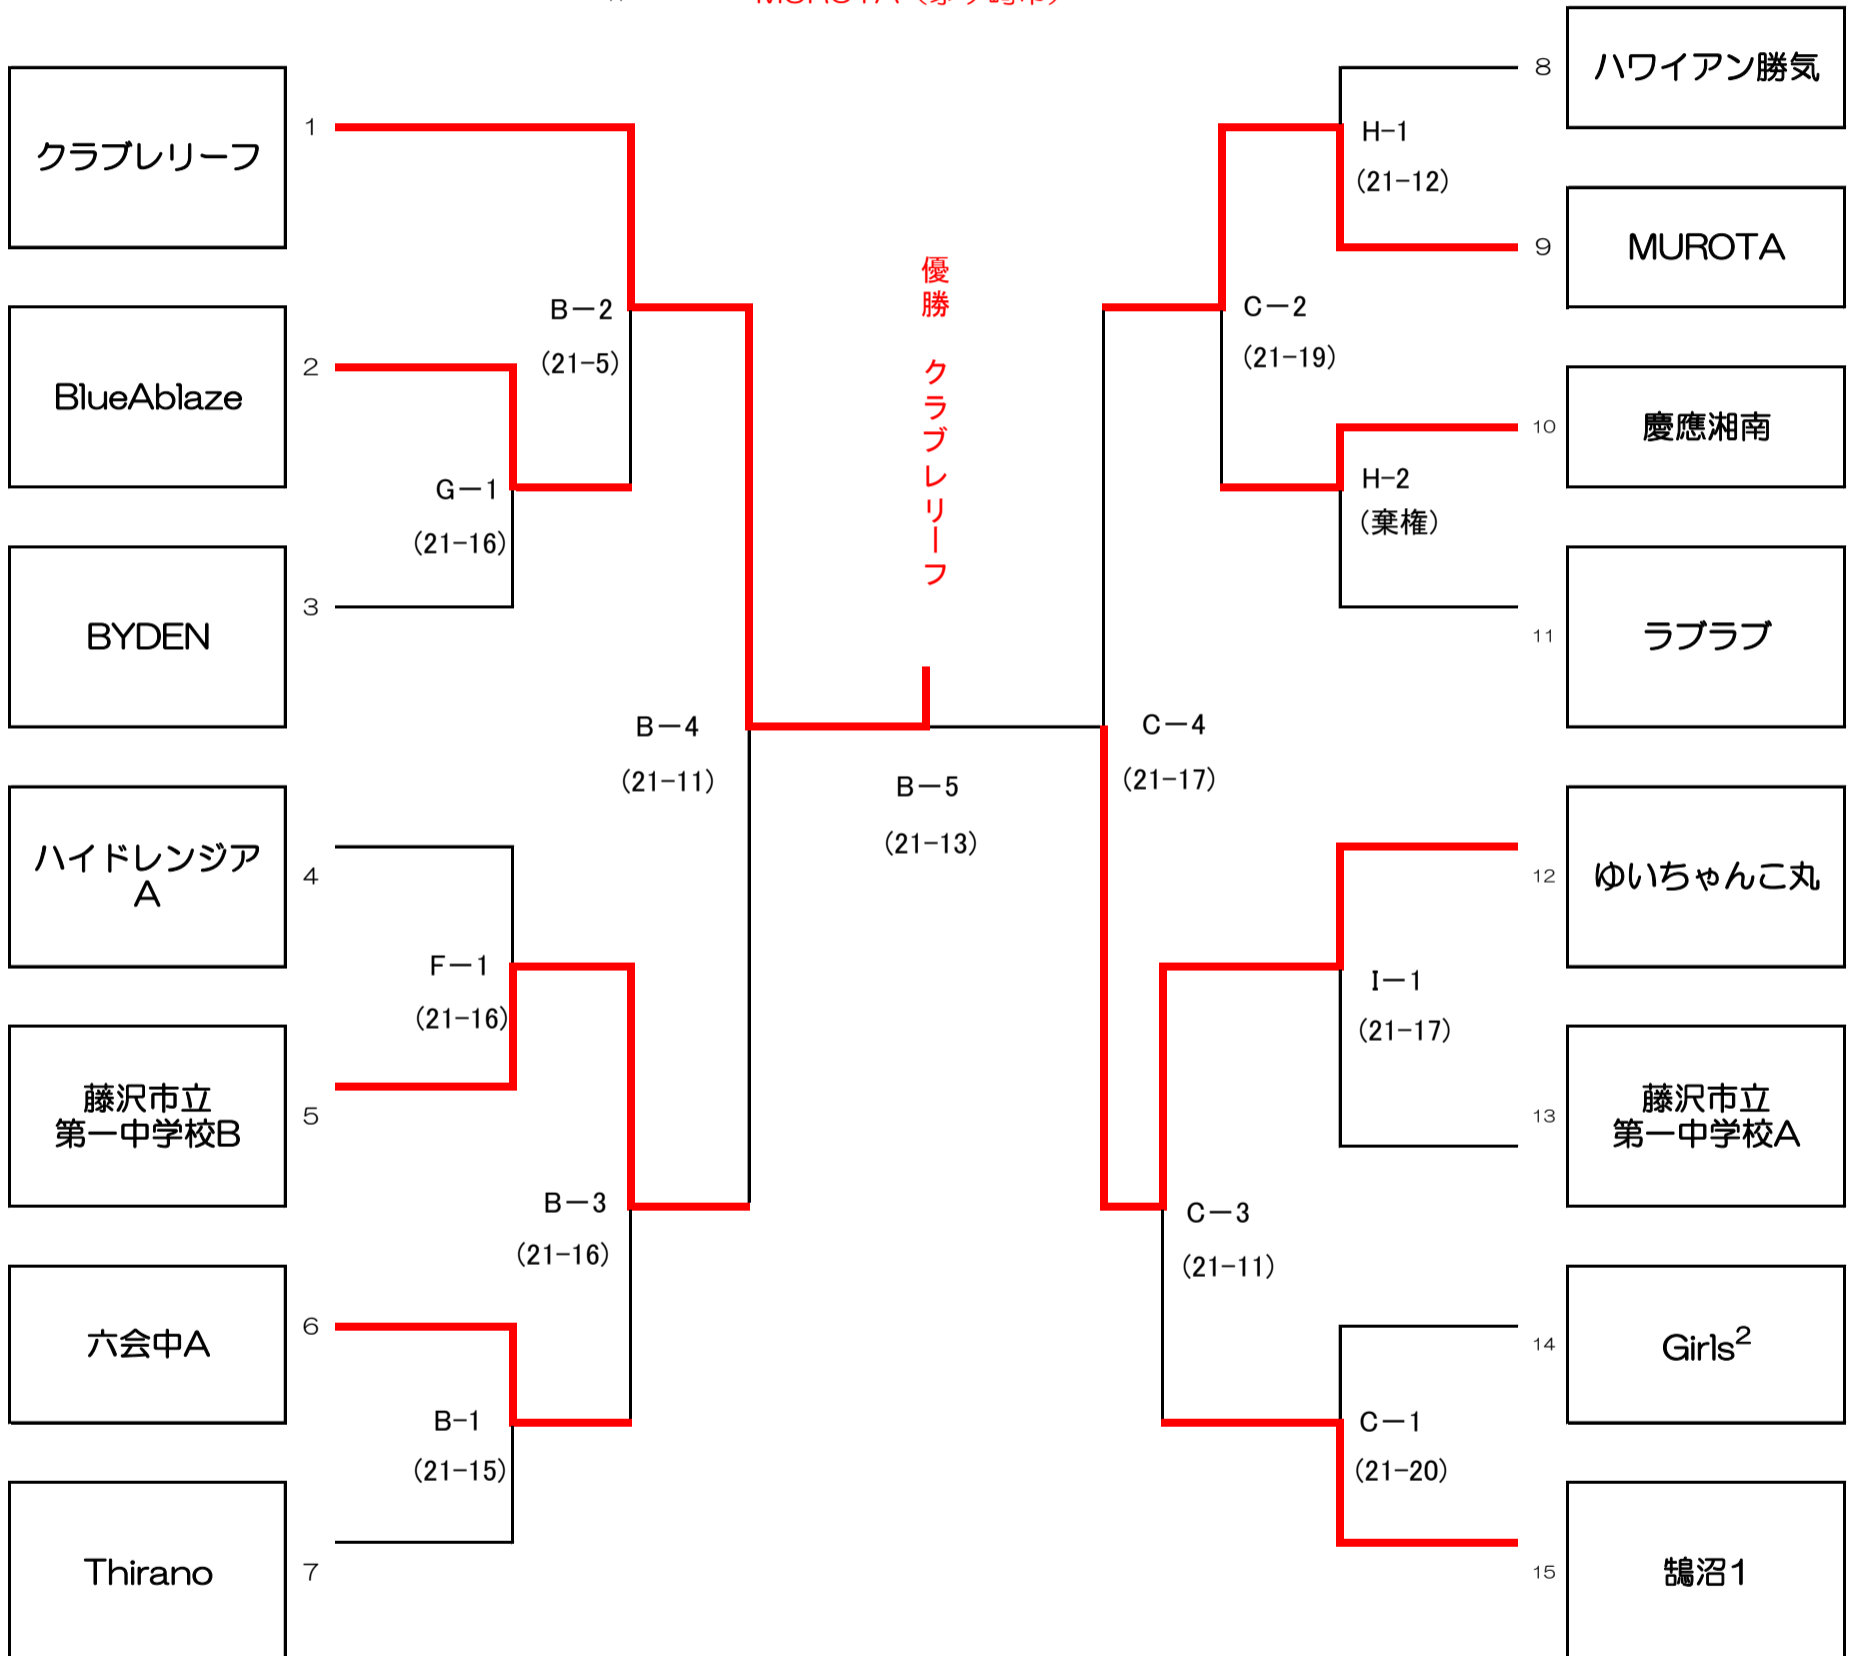 クラブレリーフ
1
BlueAblaze
2
BYDEN
3
ハイドレンジア
A
4
藤沢市立
第一中学校B
5
六会中A
6
Thirano
7
B－2
(21-5)
G－1
(21-16)
B－4
(21-11)
F－1
(21-16)
B－3
(21-16)
B-1
(21-15)
優勝　クラブレリーフ
B－5
(21-13)
C－4
(21-17)
C－2
(21-19)
H-1
(21-12)
H-2
(棄権)
I－1
(21-17)
C－3
(21-11)
C－1
(21-20)
8
ハワイアン勝気
9
MUROTA
10
慶應湘南
11
ラブラブ
12
ゆいちゃんこ丸
13
藤沢市立
第一中学校A
14
Girls²
15
鵠沼1